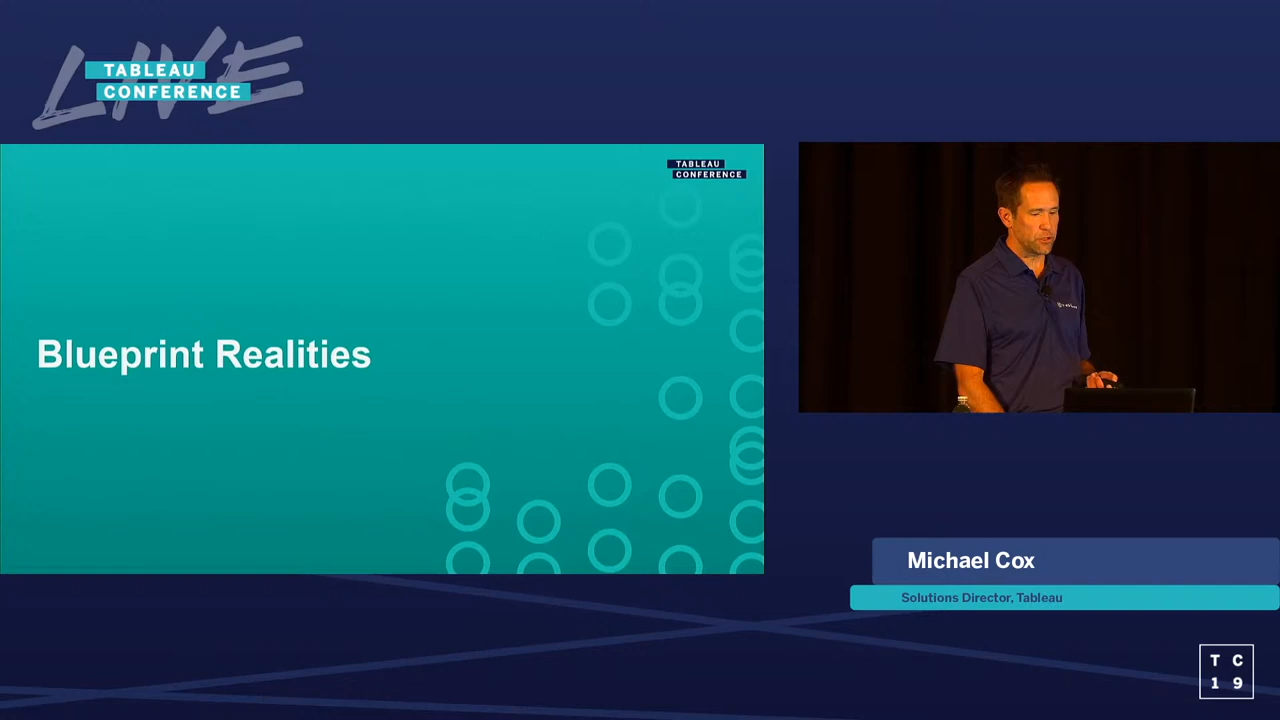 LIVE
TABLEAU
CONFERENCE
TABLEAU
CONFERENCE
Blueprint Realities
Michael Cox
Solutions Director, Tableau
T C
1 9